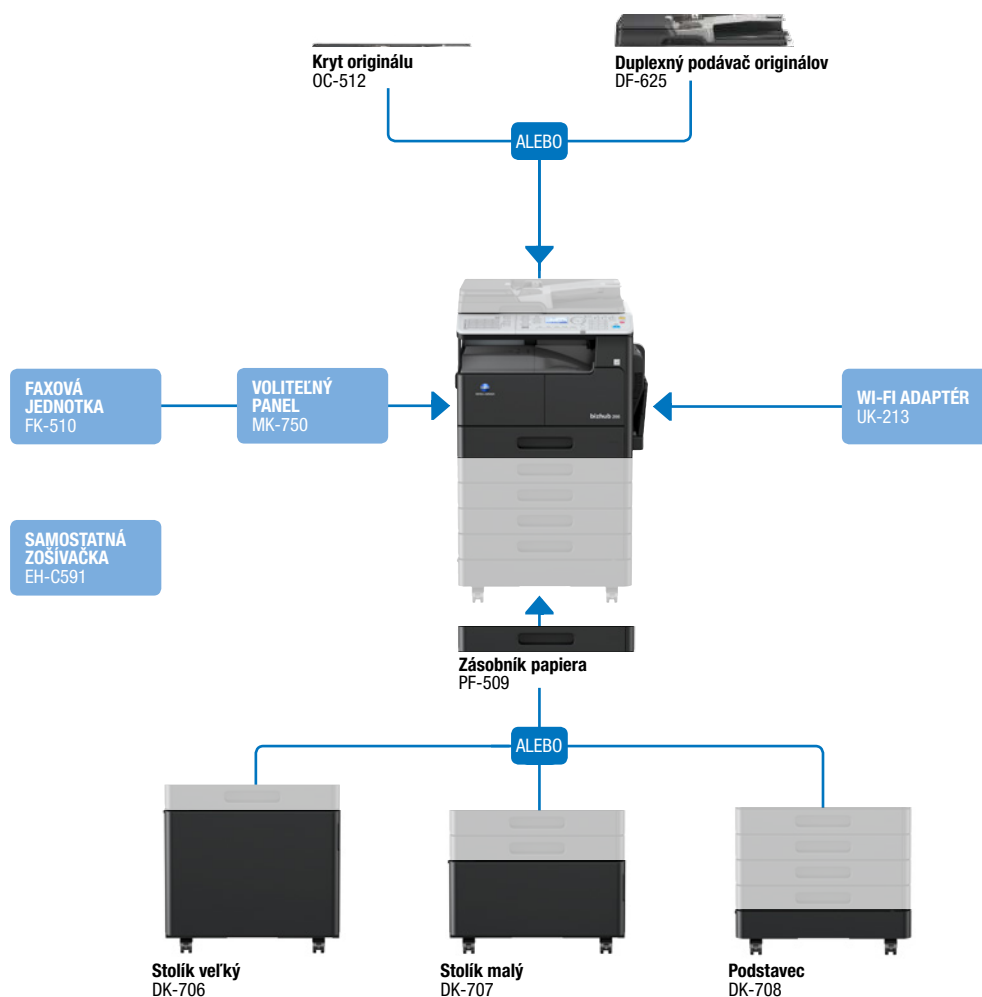 Kryt originálu
OC-512
Duplexný podávač originálov
DF-625
ALEBO
bizhub
FAXOVÁ
JEDNOTKA
FK-510
VOLITEĽNÝ
PANEL
MK-750
WI-FI ADAPTÉR
UK-213
SAMOSTATNÁ
ZOŠÍVAČKA
EH-C591
Zásobník papiera
PF-509
ALEBO
Stolík veľký
DK-706
Stolík malý
DK-707
Podstavec
DK-708